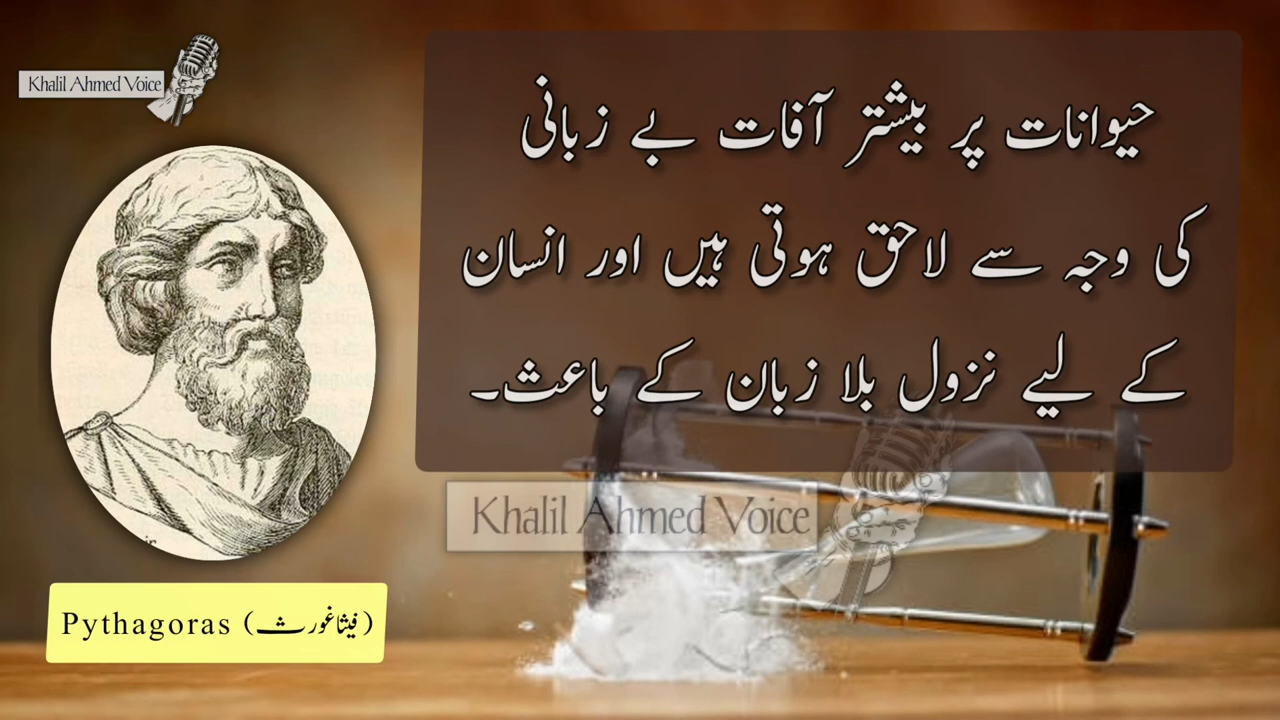 Khalil Ahmed Voice
حیوانات پر بیشتر آفات بے زبانی
کی وجہ سے لاحق ہوتی ہیں اور انسان
کے لیے نزول بلا زبان کے باعث۔
Khalil Ahmed Voice
Pythagoras (فیثاغورث)